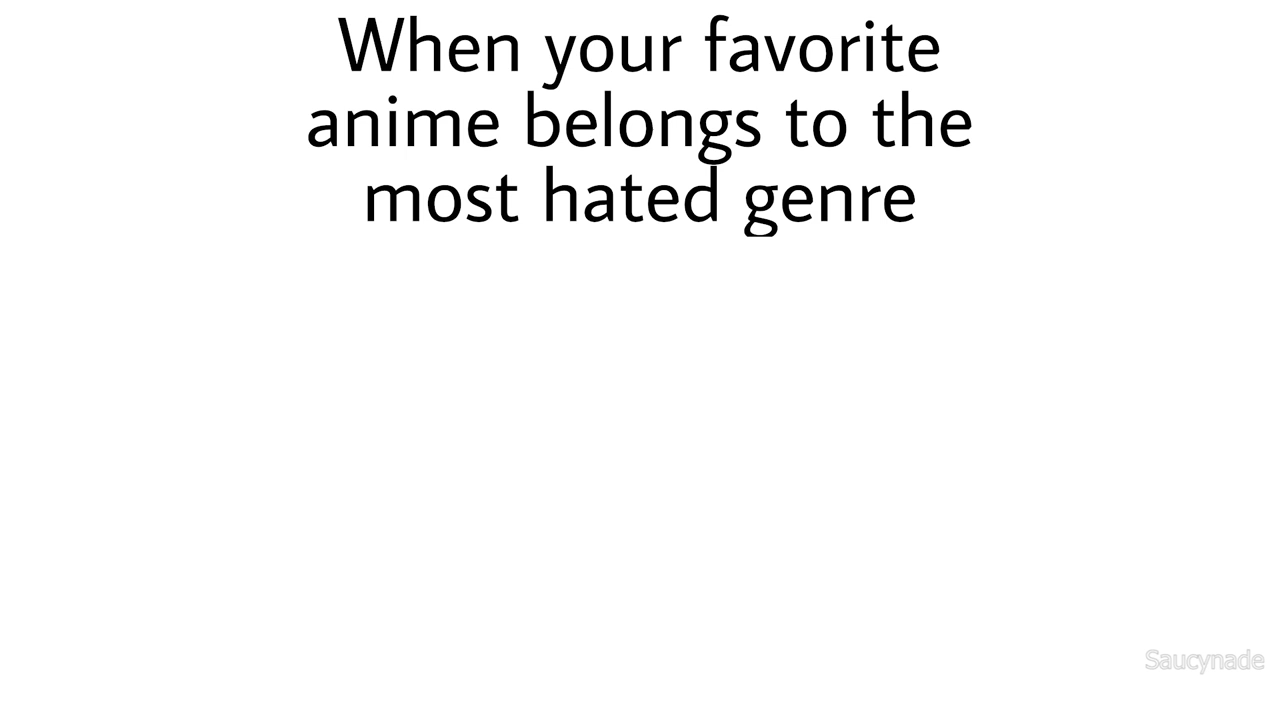 When your favorite
anime belongs to the
most hated genre
Saucynade